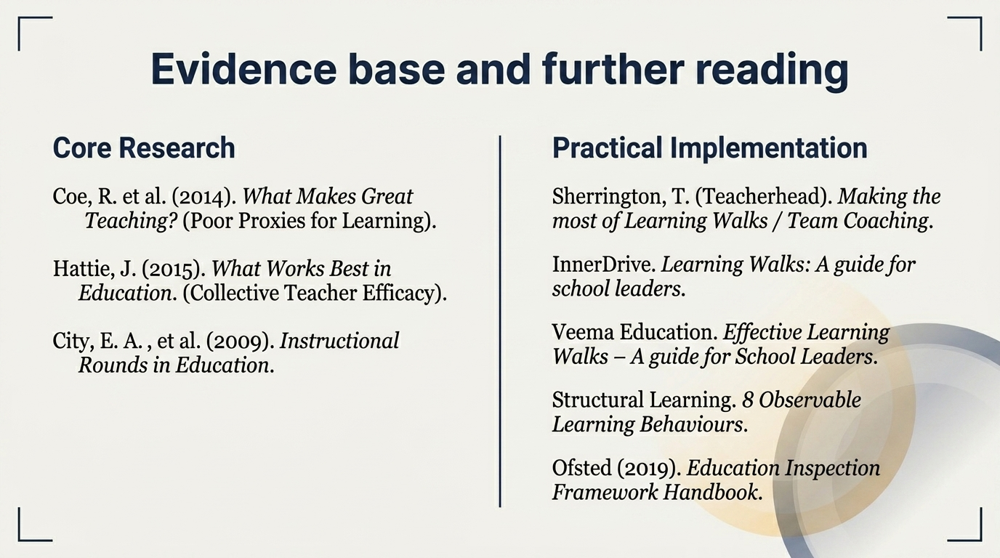 Evidence base and further reading
Core Research
Coe, R. et al. (2014). What Makes Great
Teaching? (Poor Proxies for Learning).
Hattie, J. (2015). What Works Best in
Education. (Collective Teacher Efficacy).
City, E. A. , et al. (2009). Instructional
Rounds in Education.
Practical Implementation
Sherrington, T. (Teacherhead). Making the
most of Learning Walks / Team Coaching.
InnerDrive. Learning Walks: A guide for
school leaders.
Veema Education. Effective Learning
Walks – A guide for School Leaders.
Structural Learning. 8 Observable
Learning Behaviours.
Ofsted (2019). Education Inspection
Framework Handbook.